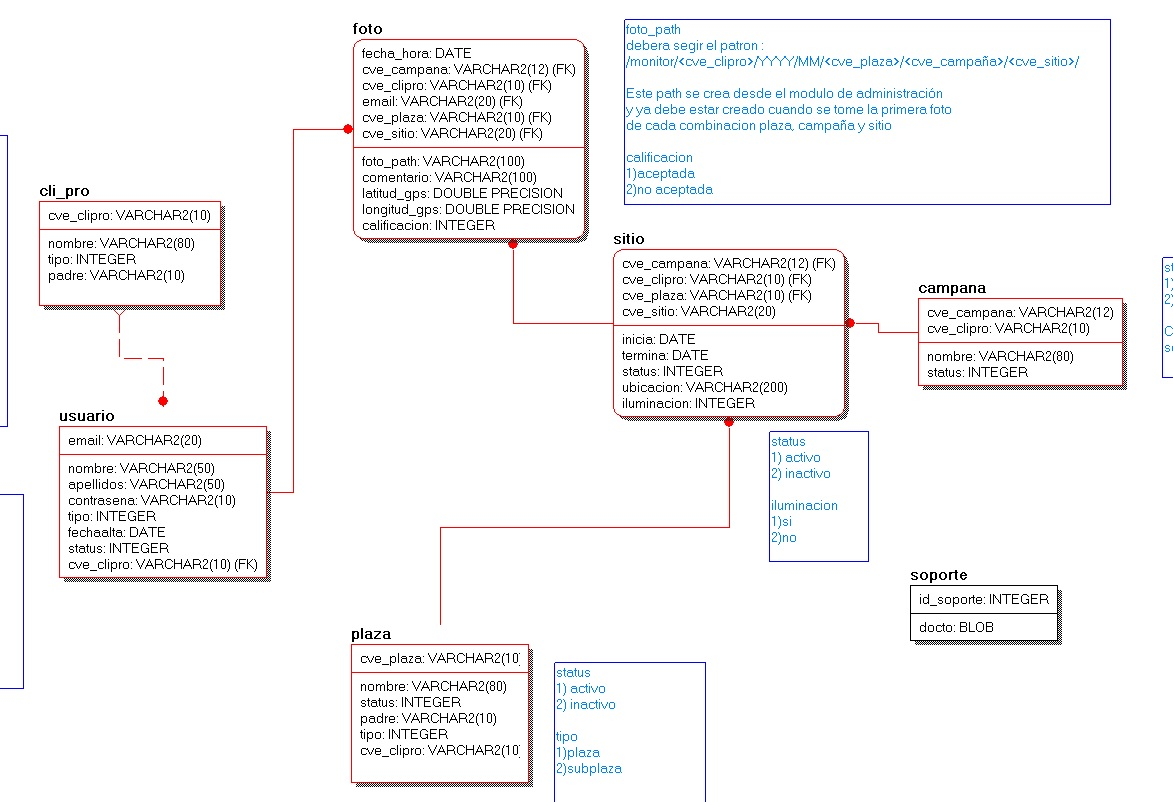 foto
fecha_hora: DATE
cve_campana: VARCHAR2(12) (FK)
cve_clipro: VARCHAR2(10) (FK)
email: VARCHAR2(20) (FK)
cve_plaza: VARCHAR2(10) (FK)
cve_sitio: VARCHAR2(20) (FK)
foto_path: VARCHAR2(100)
comentario: VARCHAR2(100)
latitud_gps: DOUBLE PRECISION
longitud_gps: DOUBLE PRECISION
calificacion: INTEGER
foto_path
debera segir el patron :
/monitor/<cve_clipro>/YYYY/MM/<cve_plaza>/<cve_campaña>/<cve_sitio>/
Este path se crea desde el modulo de administración
y ya debe estar creado cuando se tome la primera foto
de cada combinacion plaza, campaña y sitio
calificacion
1)aceptada
2)no aceptada
cli_pro
cve_clipro: VARCHAR2(10)
nombre: VARCHAR2(80)
tipo: INTEGER
padre: VARCHAR2(10)
sitio
cve_campana: VARCHAR2(12) (FK)
cve_clipro: VARCHAR2(10) (FK)
cve_plaza: VARCHAR2(10) (FK)
cve_sitio: VARCHAR2(20)
inicia: DATE
termina: DATE
status: INTEGER
ubicacion: VARCHAR2(200)
iluminacion: INTEGER
campana
cve_campana: VARCHAR2(12)
cve_clipro: VARCHAR2(10)
nombre: VARCHAR2(80)
status: INTEGER
st
1)
2)
C
se
usuario
email: VARCHAR2(20)
nombre: VARCHAR2(50)
apellidos: VARCHAR2(50)
contrasena: VARCHAR2(10)
tipo: INTEGER
fechaalta: DATE
status: INTEGER
cve_clipro: VARCHAR2(10) (FK)
status
1) activo
2) inactivo
iluminacion
1)si
2)no
soporte
id_soporte: INTEGER
docto: BLOB
plaza
cve_plaza: VARCHAR2(10)
nombre: VARCHAR2(80)
status: INTEGER
padre: VARCHAR2(10)
tipo: INTEGER
cve_clipro: VARCHAR2(10)
status
1) activo
2) inactivo
tipo
1)plaza
2)subplaza